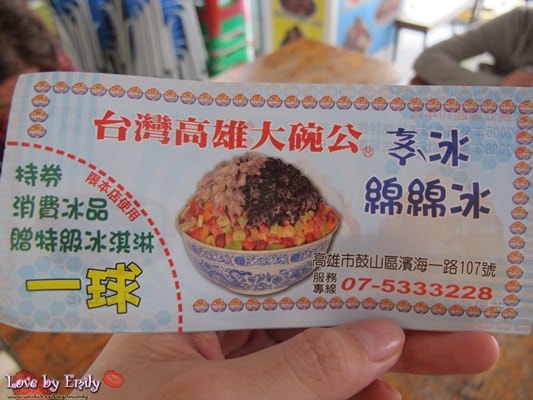 台灣高雄大碗公®
冰
綿綿冰
持券
限本店使用
消費冰品
贈特級冰淇淋
一球
高雄市鼓山區濱海一路107號
服務專線 07-5333228
Love by Emily